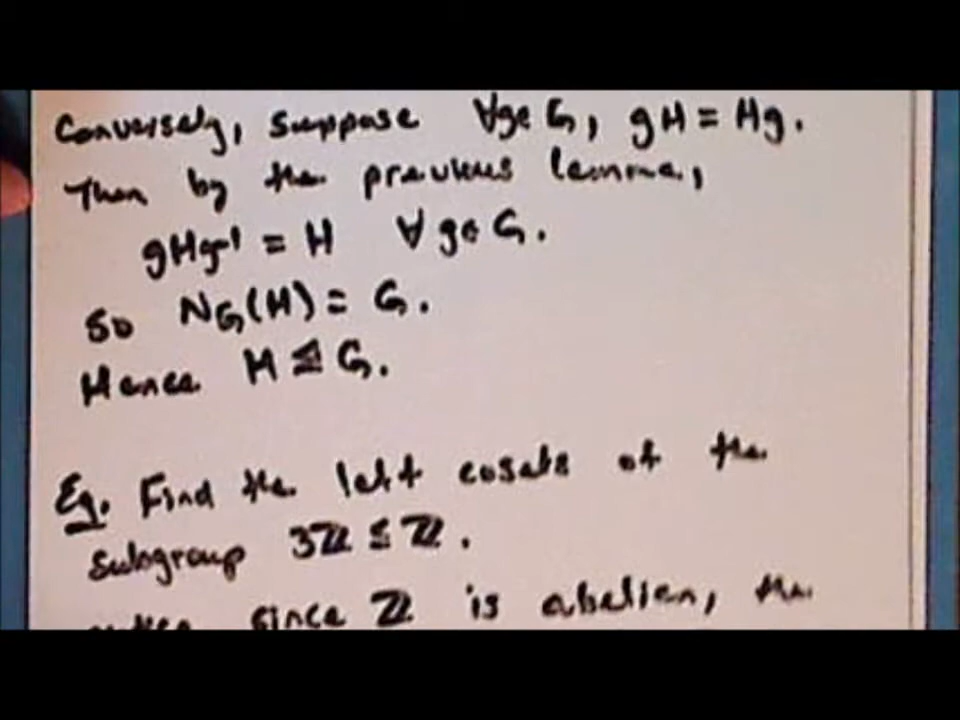 Conversely, suppose ∀g∈G, gH = Hg.
Then by the previous lemma,
gHg⁻¹ = H ∀g∈G.
So N_G(H) = G.
Hence H ⊴ G.
Eg. Find the left cosets of the
subgroup 3ℤ ≤ ℤ.
since ℤ is abelian, the